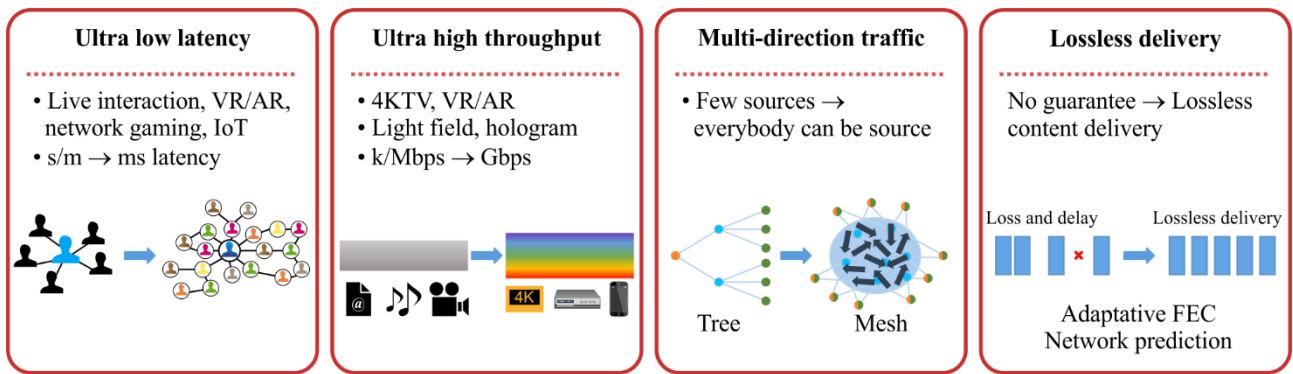 Ultra low latency
• Live interaction, VR/AR,
network gaming, IoT
• s/m → ms latency
Ultra high throughput
• 4KTV, VR/AR
• Light field, hologram
• k/Mbps → Gbps
@
4K
Multi-direction traffic
• Few sources →
everybody can be source
Tree
Mesh
Lossless delivery
No guarantee → Lossless
content delivery
Loss and delay
Lossless delivery
Adaptative FEC
Network prediction